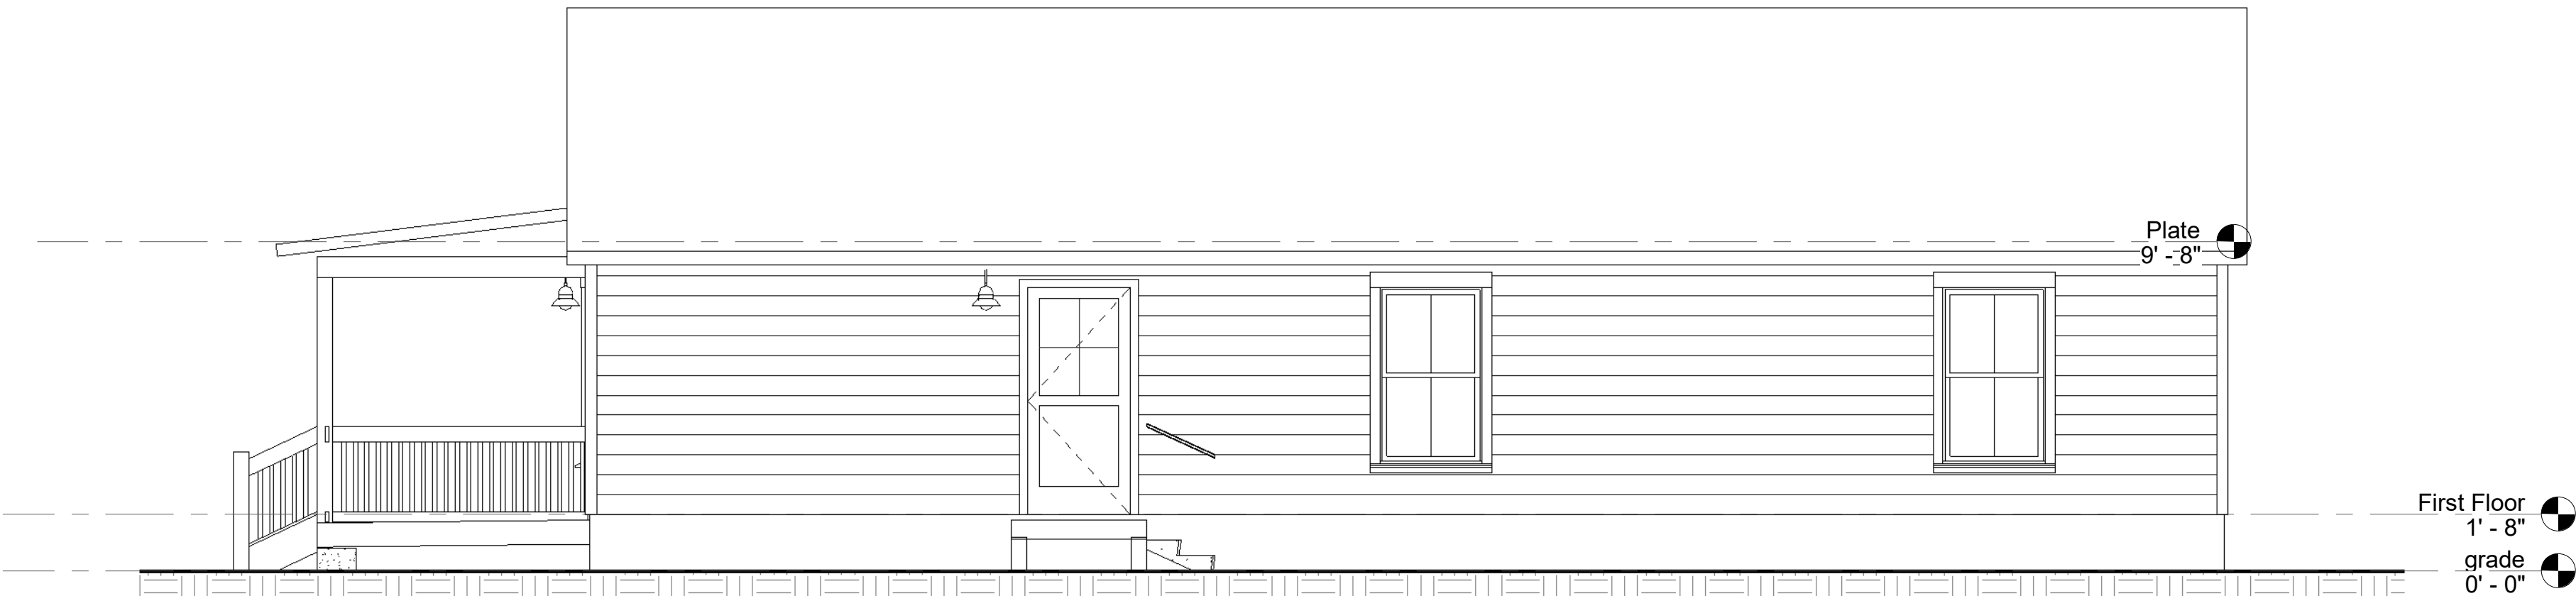 Plate
9' - 8"
First Floor
1' - 8"
grade
0' - 0"